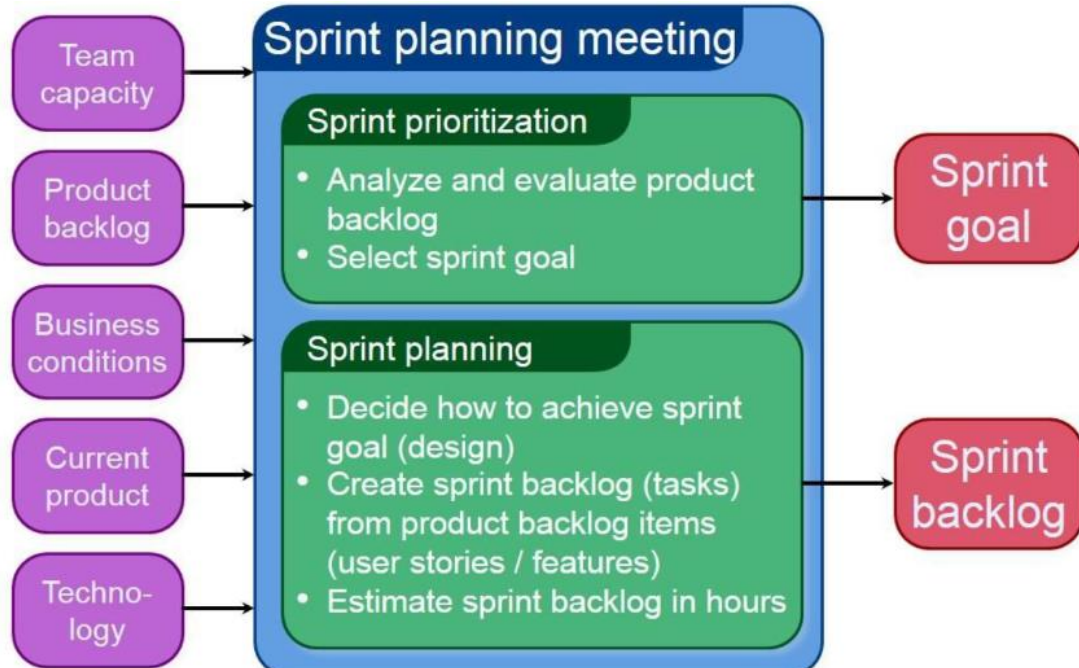 Team
capacity
Product
backlog
Business
conditions
Current
product
Techno-
logy
Sprint planning meeting
Sprint prioritization
• Analyze and evaluate product
backlog
• Select sprint goal
Sprint planning
• Decide how to achieve sprint
goal (design)
• Create sprint backlog (tasks)
from product backlog items
(user stories / features)
• Estimate sprint backlog in hours
Sprint
goal
Sprint
backlog